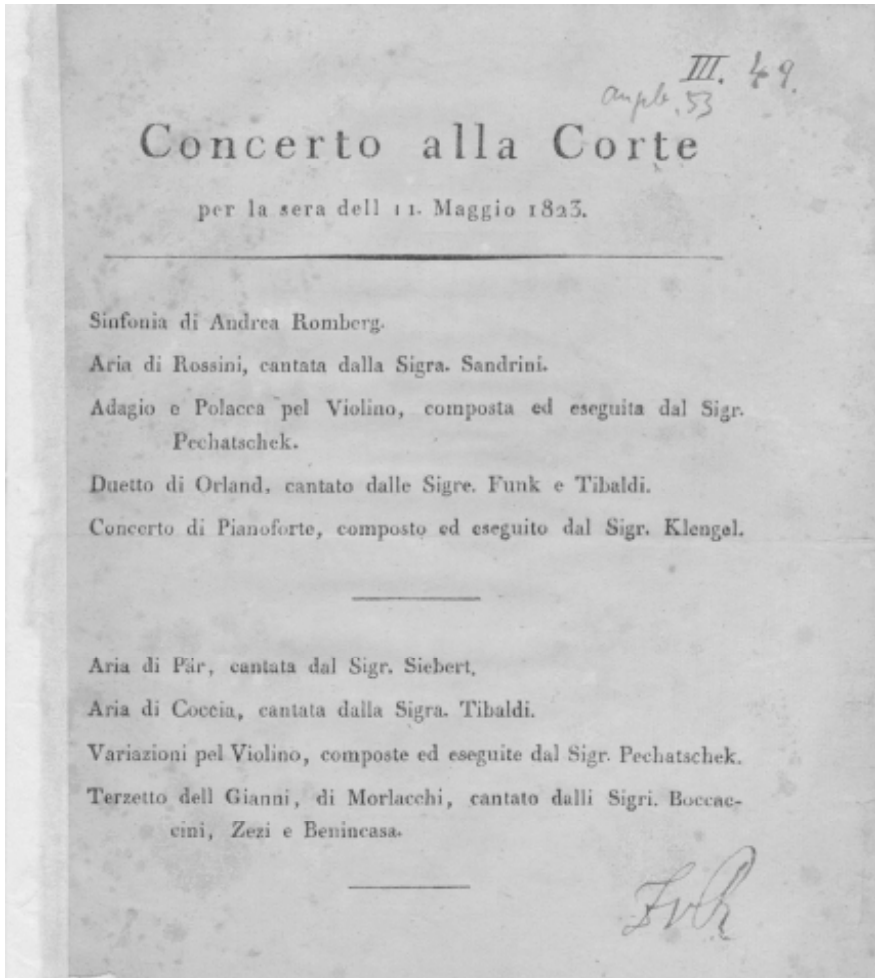 III. 49.
53
Concerto alla Corte
per la sera dell 11. Maggio 1823.
Sinfonia di Andrea Romberg.
Aria di Rossini, cantata dalla Sigra. Sandrini.
Adagio e Polacca pel Violino, composta ed eseguita dal Sigr.
Pechatschek.
Duetto di Orland, cantato dalle Sigre. Funk e Tibaldi.
Concerto di Pianoforte, composto ed eseguito dal Sigr. Klengel.
Aria di Pär, cantata dal Sigr. Siebert.
Aria di Coccia, cantata dalla Sigra. Tibaldi.
Variazioni pel Violino, composte ed eseguite dal Sigr. Pechatschek.
Terzetto dell Gianni, di Morlacchi, cantato dalli Sigri. Boccac-
cini, Zezi e Benincasa.